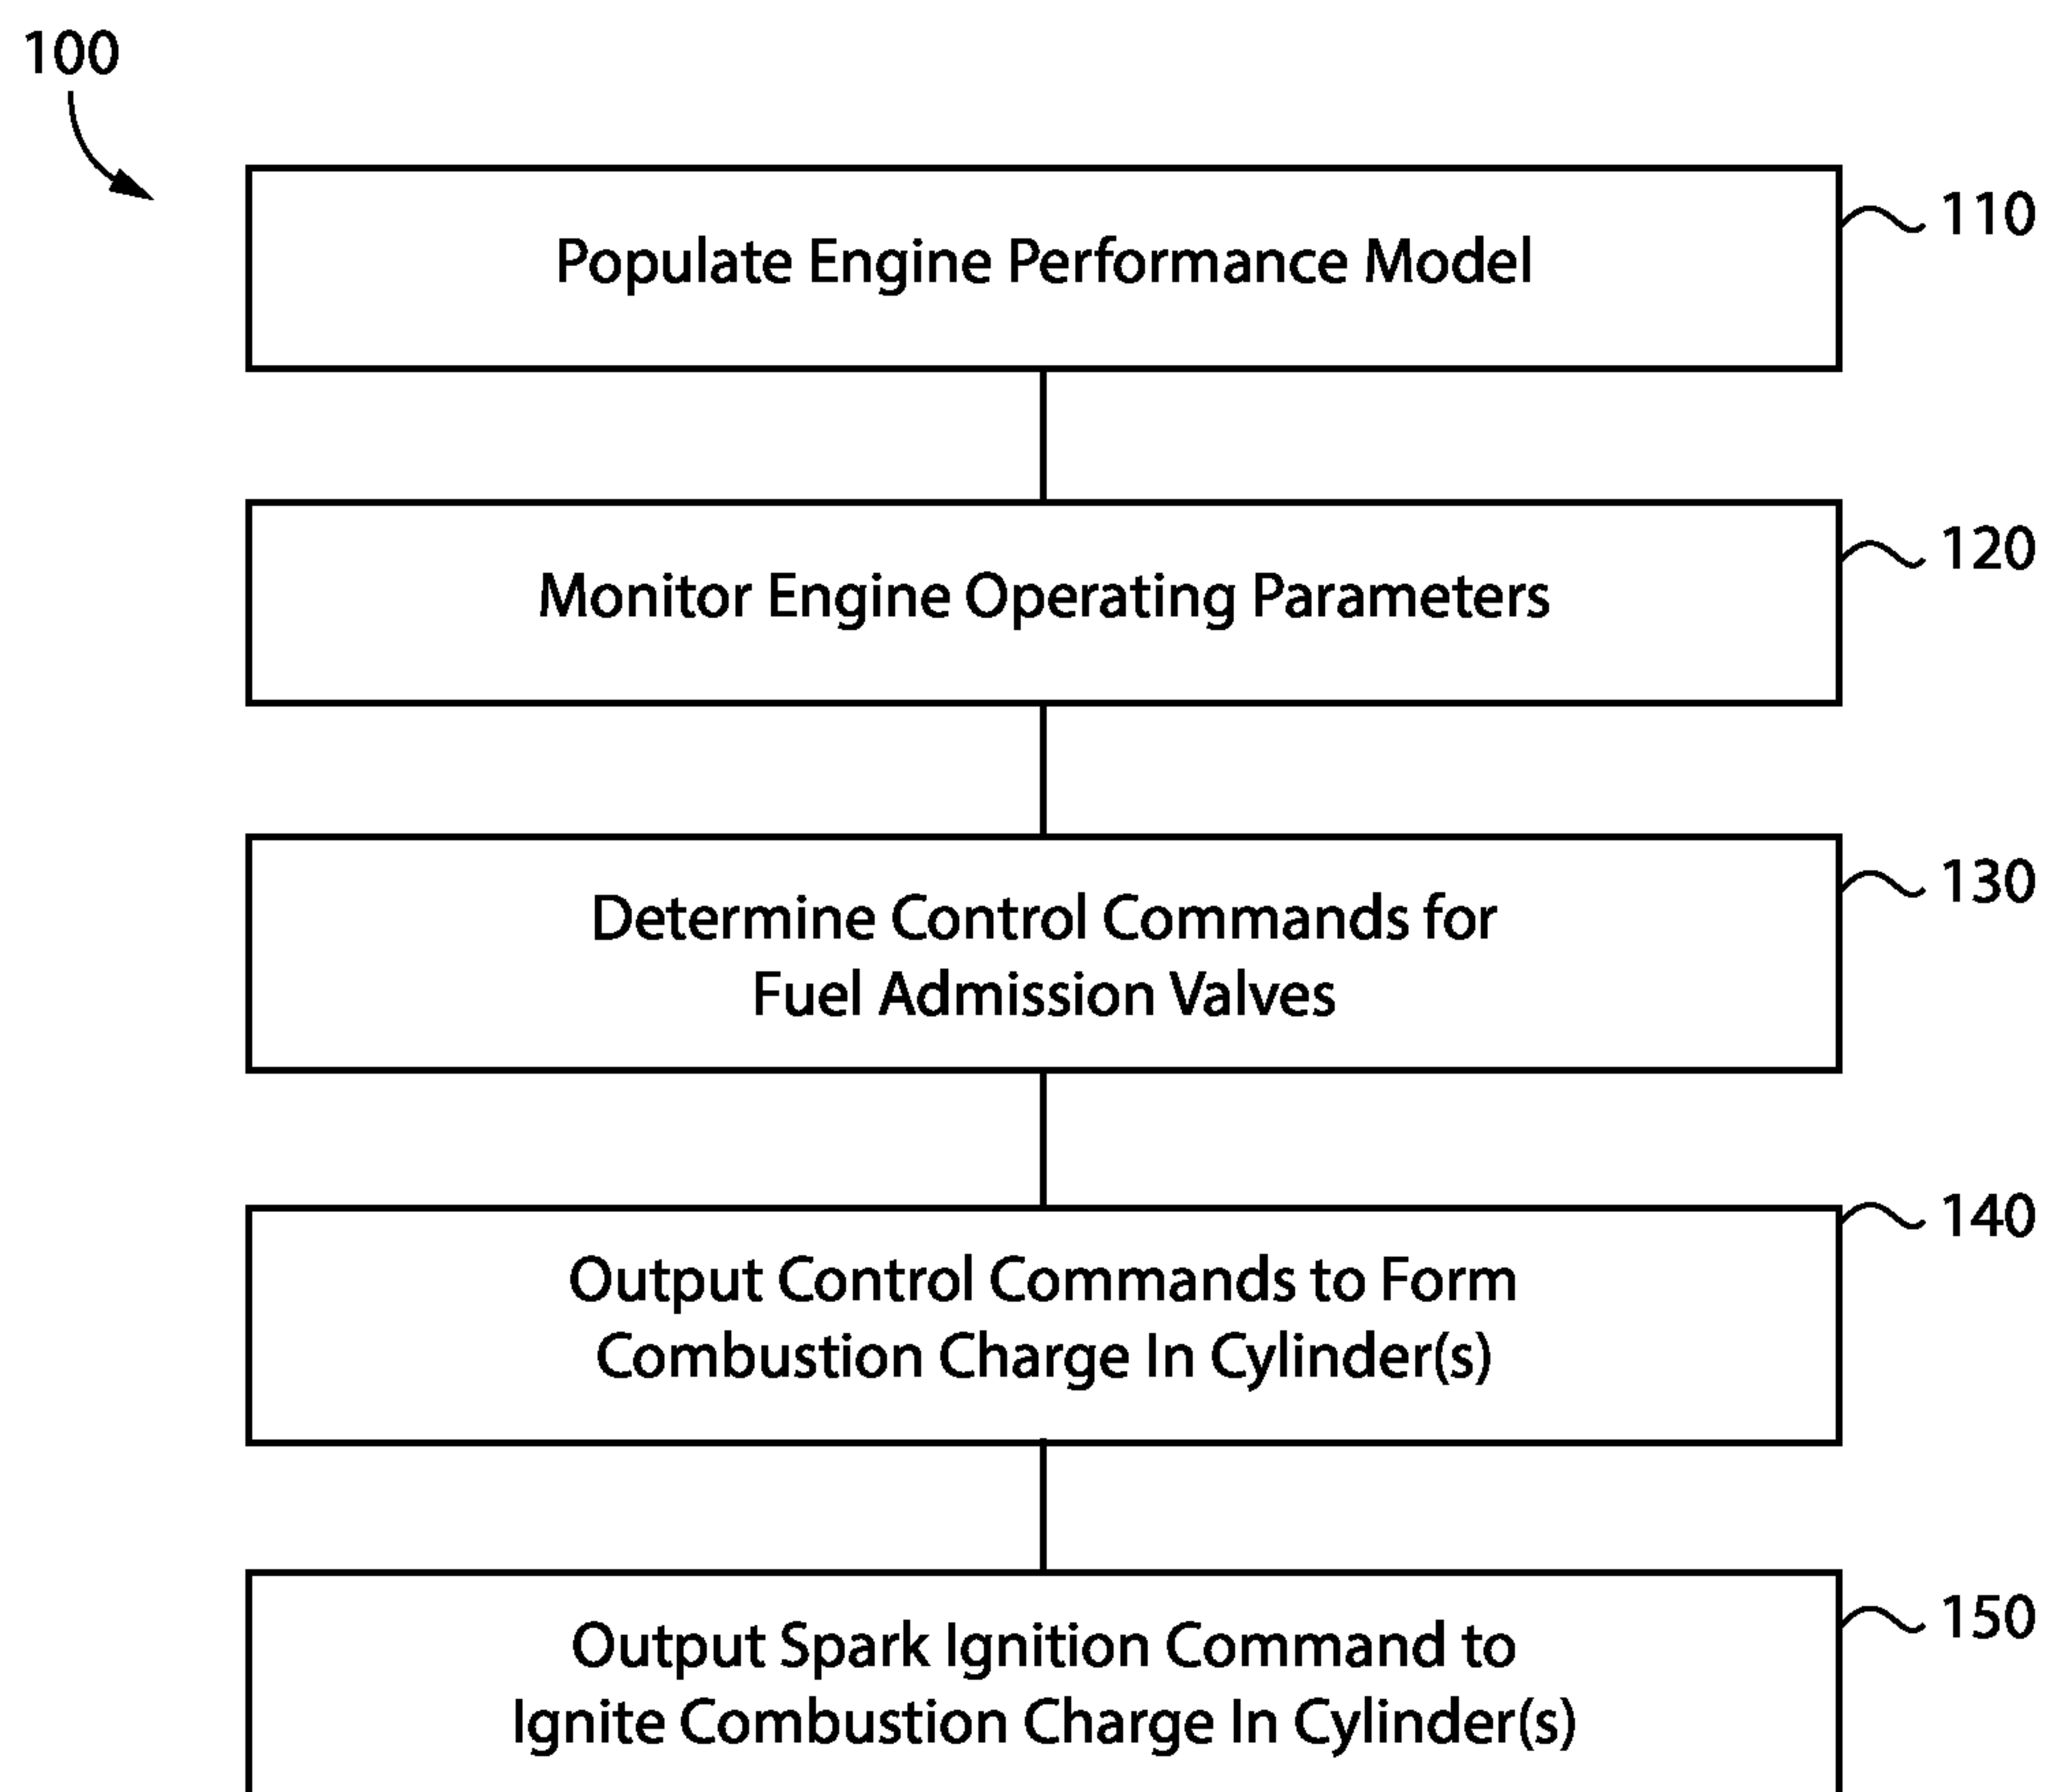 100
Populate Engine Performance Model
110
Monitor Engine Operating Parameters
120
Determine Control Commands for
Fuel Admission Valves
130
Output Control Commands to Form
Combustion Charge In Cylinder(s)
140
Output Spark Ignition Command to
Ignite Combustion Charge In Cylinder(s)
150